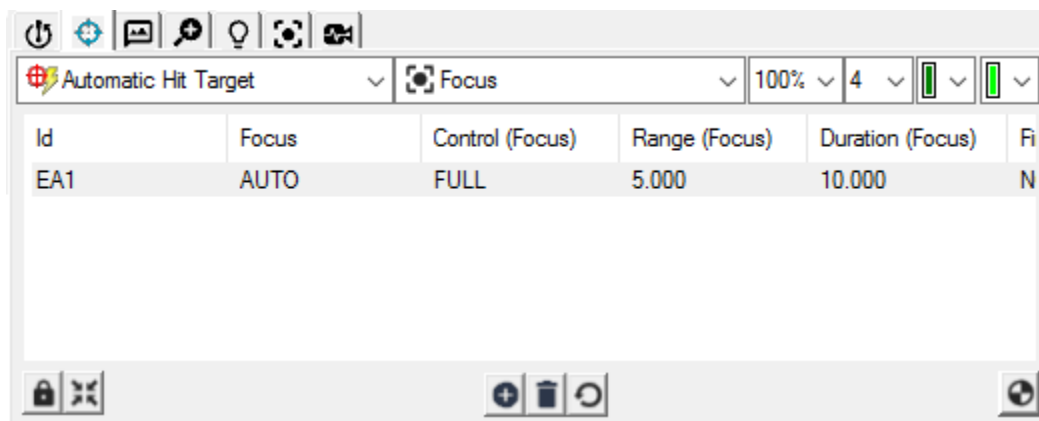 Automatic Hit Target Focus 100% 4
Id Focus Control (Focus) Range (Focus) Duration (Focus) Fi
EA1 AUTO FULL 5.000 10.000 N